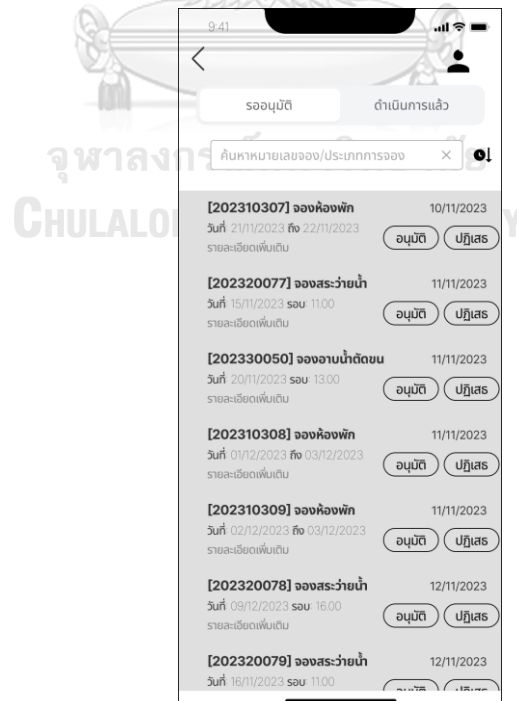 9:41
รออนุมัติ ดำเนินการแล้ว
ค้นหาหมายเลขจอง/ประเภทการจอง
[202310307] จองห้องพัก 10/11/2023
วันที่: 21/11/2023 ถึง 22/11/2023
อนุมัติ ปฏิเสธ
รายละเอียดเพิ่มเติม
[202320077] จองสระว่ายน้ำ 11/11/2023
วันที่: 15/11/2023 รอบ: 11.00
อนุมัติ ปฏิเสธ
รายละเอียดเพิ่มเติม
[202330050] จองอาบน้ำตัดขน 11/11/2023
วันที่: 20/11/2023 รอบ: 13.00
อนุมัติ ปฏิเสธ
รายละเอียดเพิ่มเติม
[202310308] จองห้องพัก 11/11/2023
วันที่: 01/12/2023 ถึง 03/12/2023
อนุมัติ ปฏิเสธ
รายละเอียดเพิ่มเติม
[202310309] จองห้องพัก 11/11/2023
วันที่: 02/12/2023 ถึง 03/12/2023
อนุมัติ ปฏิเสธ
รายละเอียดเพิ่มเติม
[202320078] จองสระว่ายน้ำ 12/11/2023
วันที่: 09/12/2023 รอบ: 16.00
อนุมัติ ปฏิเสธ
รายละเอียดเพิ่มเติม
[202320079] จองสระว่ายน้ำ 12/11/2023
วันที่: 16/11/2023 รอบ: 11.00